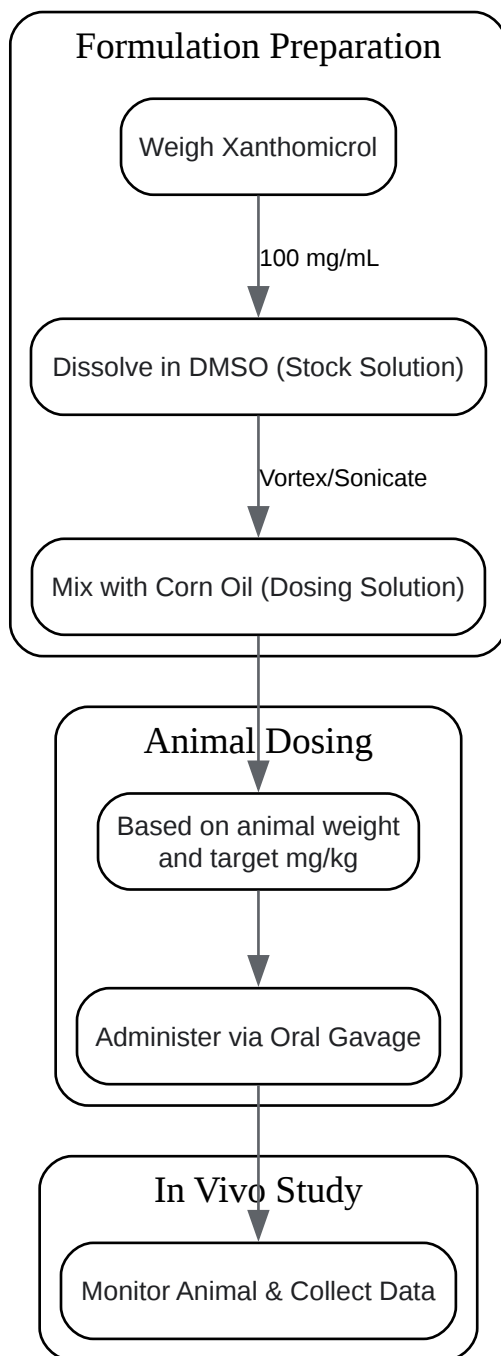 Formulation Preparation
Weigh Xanthomicrol
100 mg/mL
Dissolve in DMSO (Stock Solution)
Vortex/Sonicate
Mix with Corn Oil (Dosing Solution)
Animal Dosing
Based on animal weight
and target mg/kg
Administer via Oral Gavage
In Vivo Study
Monitor Animal & Collect Data